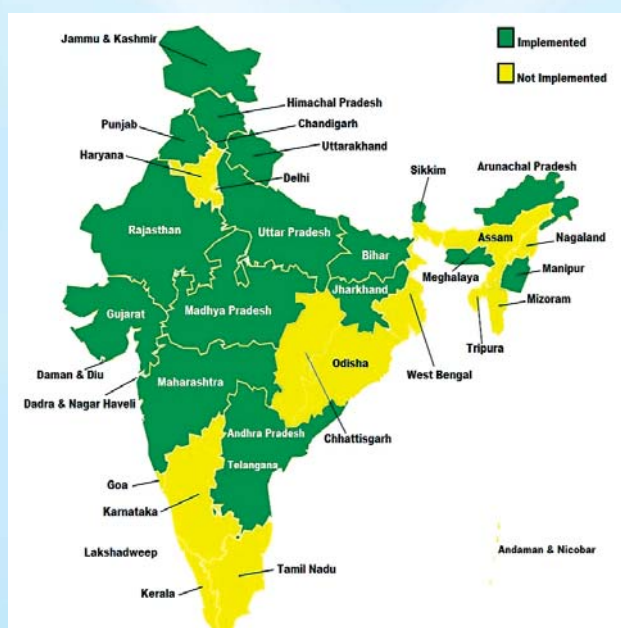 Jammu & Kashmir
Implemented
Not Implemented
Himachal Pradesh
Punjab
Chandigarh
Haryana
Uttarakhand
Delhi
Sikkim
Arunachal Pradesh
Rajasthan
Uttar Pradesh
Bihar
Assam
Nagaland
Meghalaya
Manipur
Jharkhand
Mizoram
Gujarat
Madhya Pradesh
Tripura
Odisha
West Bengal
Daman & Diu
Maharashtra
Dadra & Nagar Haveli
Andhra Pradesh
Chhattisgarh
Telangana
Goa
Karnataka
Lakshadweep
Andaman & Nicobar
Tamil Nadu
Kerala